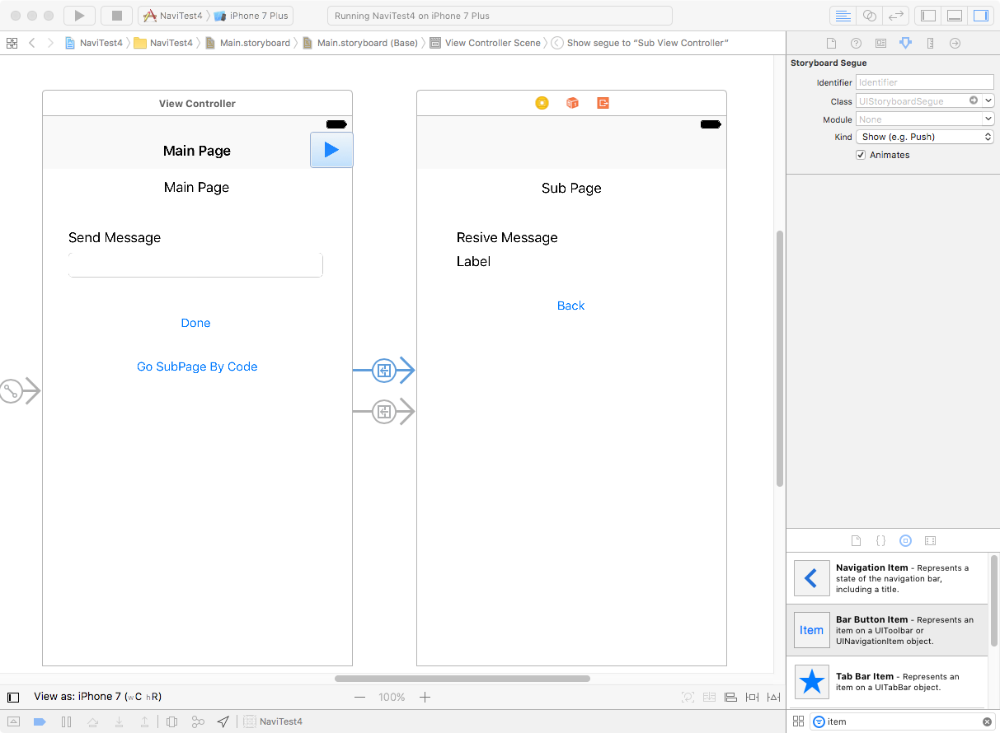 NaviTest4
iPhone 7 Plus
Running NaviTest4 on iPhone 7 Plus
NaviTest4
NaviTest4
Main.storyboard
Main.storyboard (Base)
View Controller Scene
Show segue to “Sub View Controller”
Storyboard Segue
Identifier
Identifier
Class
UIStoryboardSegue
Module
None
Kind
Show (e.g. Push)
Animates
View Controller
Main Page
Main Page
Send Message
Done
Go SubPage By Code
Sub Page
Resive Message
Label
Back
Navigation Item - Represents a
state of the navigation bar,
including a title.
Item
Bar Button Item - Represents an
item on a UIToolbar or
UINavigationItem object.
Tab Bar Item - Represents an
item on a UITabBar object.
View as: iPhone 7 (wC hR)
100%
NaviTest4
item